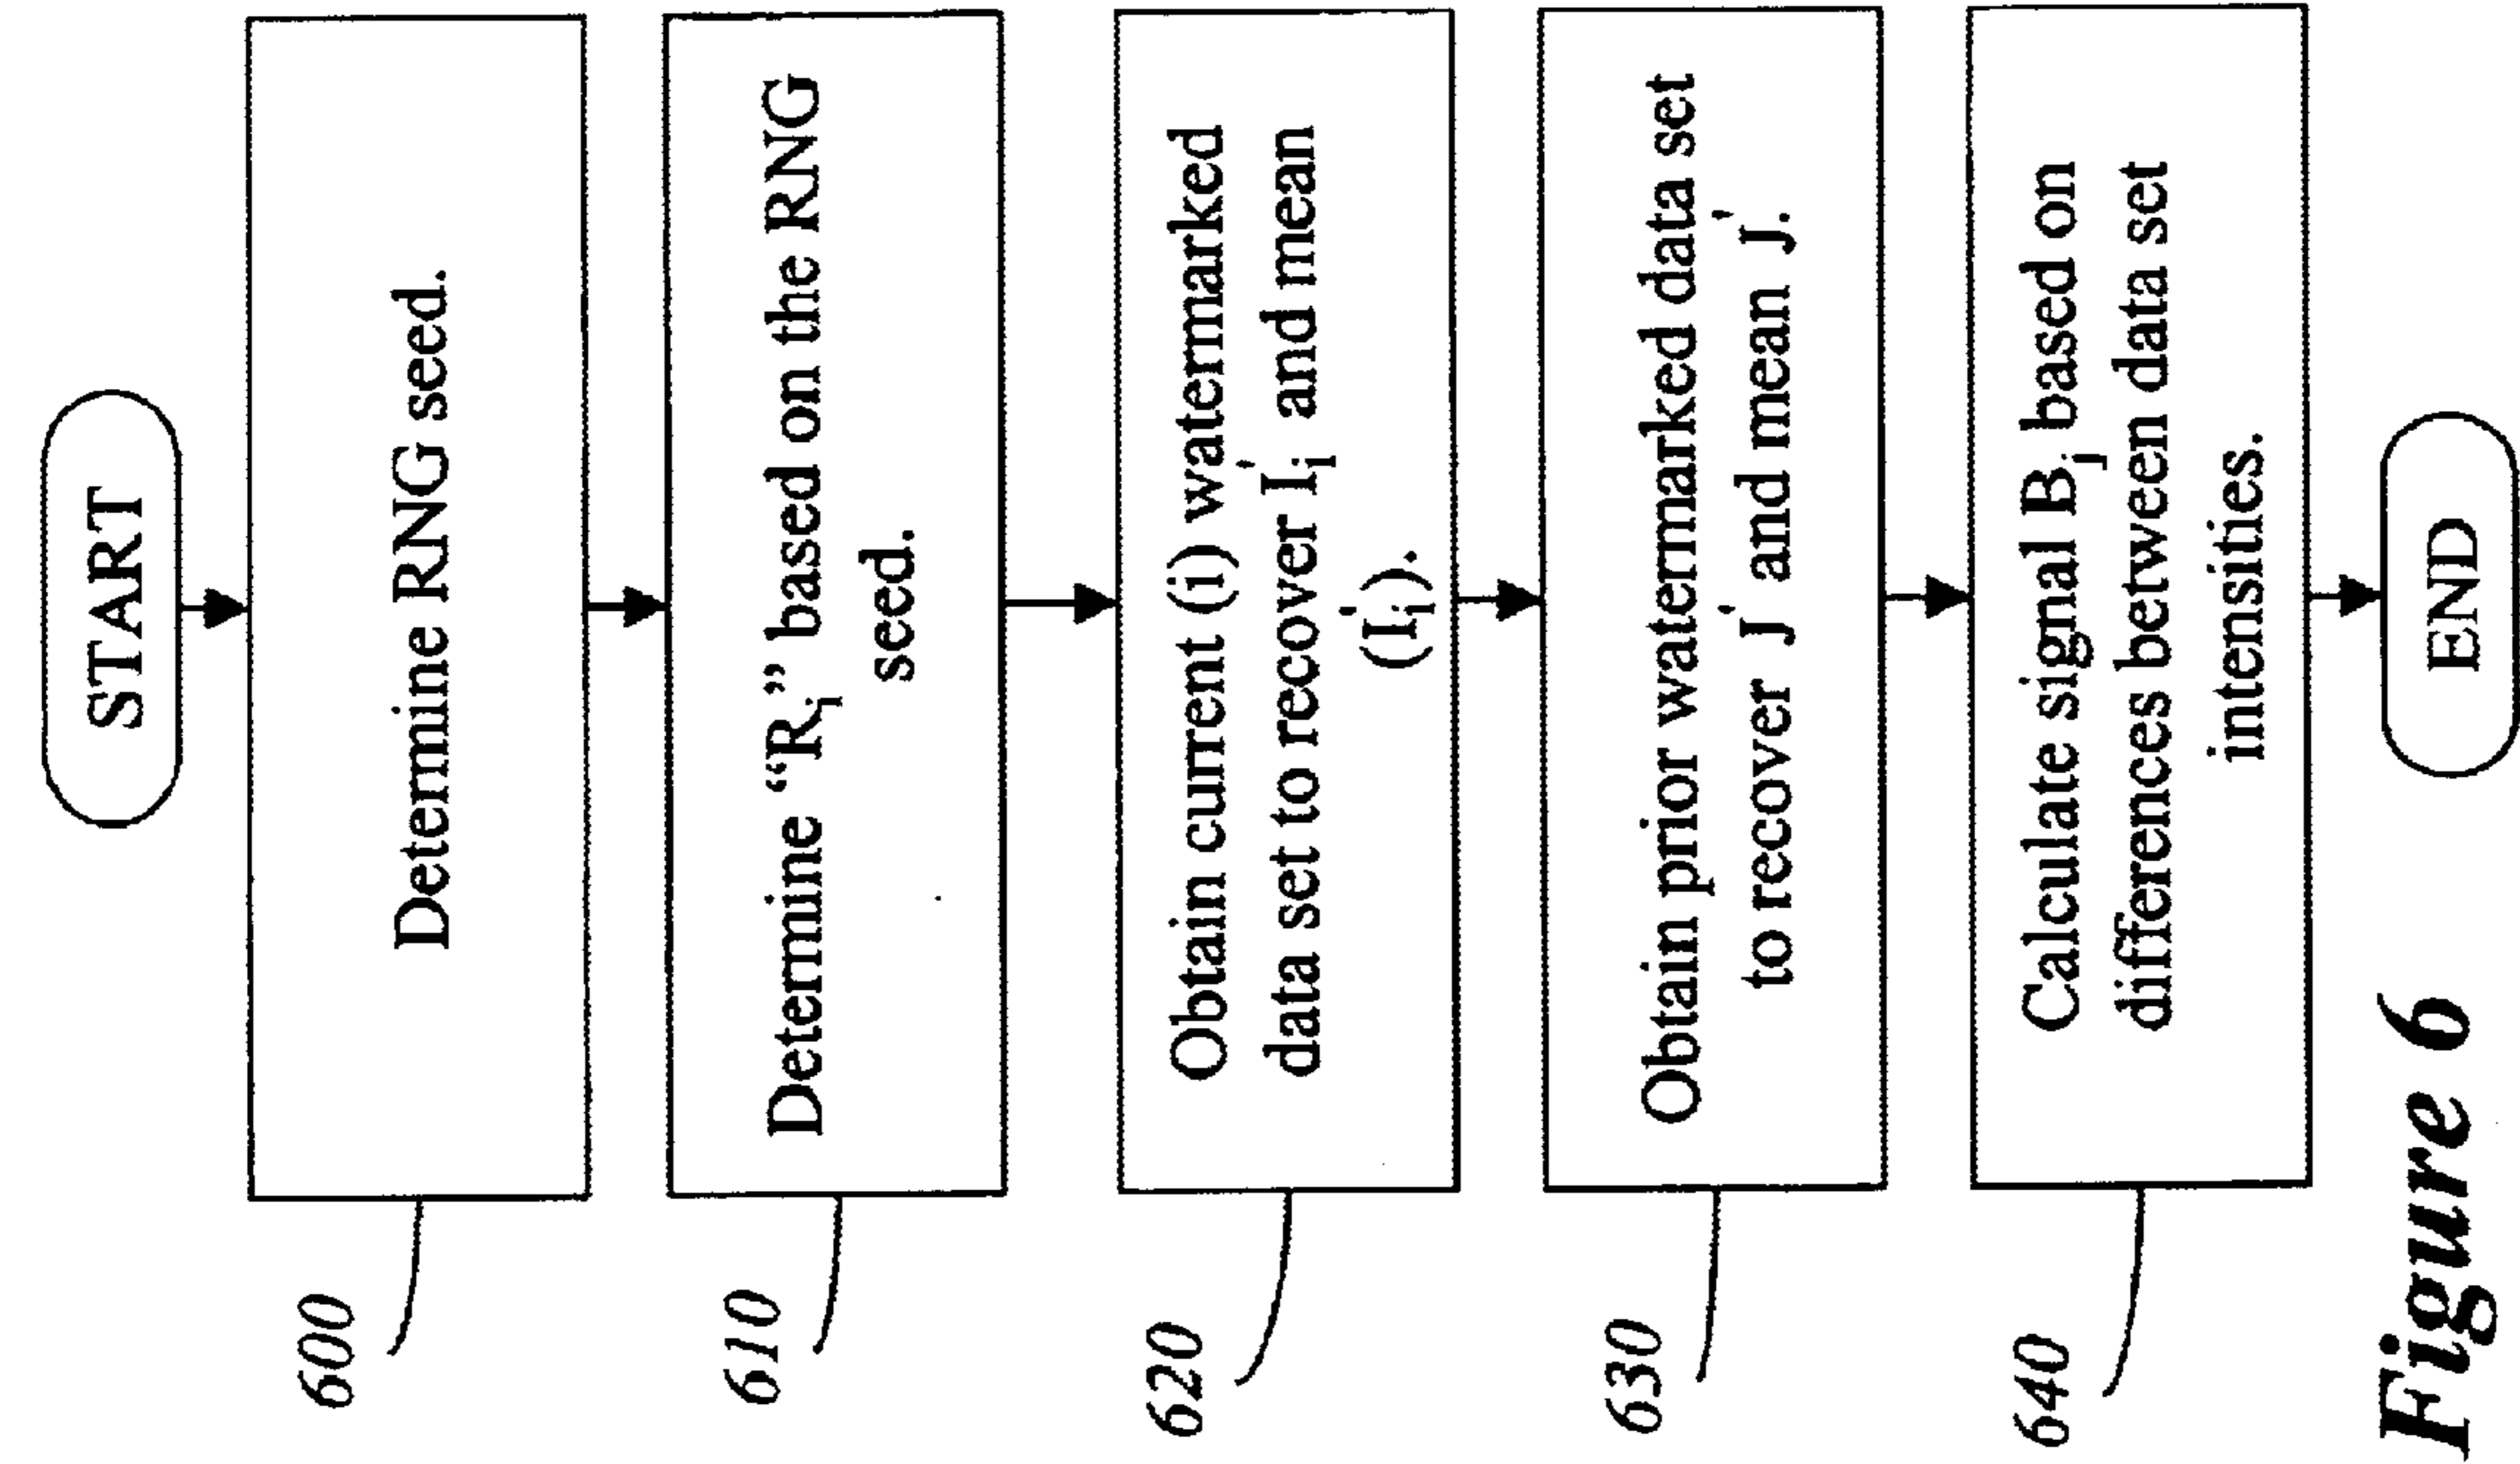 START
600
Determine RNG seed.
610
Determine “Ri” based on the RNG
seed.
620
Obtain current (i) watermarked
data set to recover I'i and mean
(I'i).
630
Obtain prior watermarked data set
to recover J' and mean J'.
640
Calculate signal Bj based on
differences between data set
intensities.
END
Figure 6